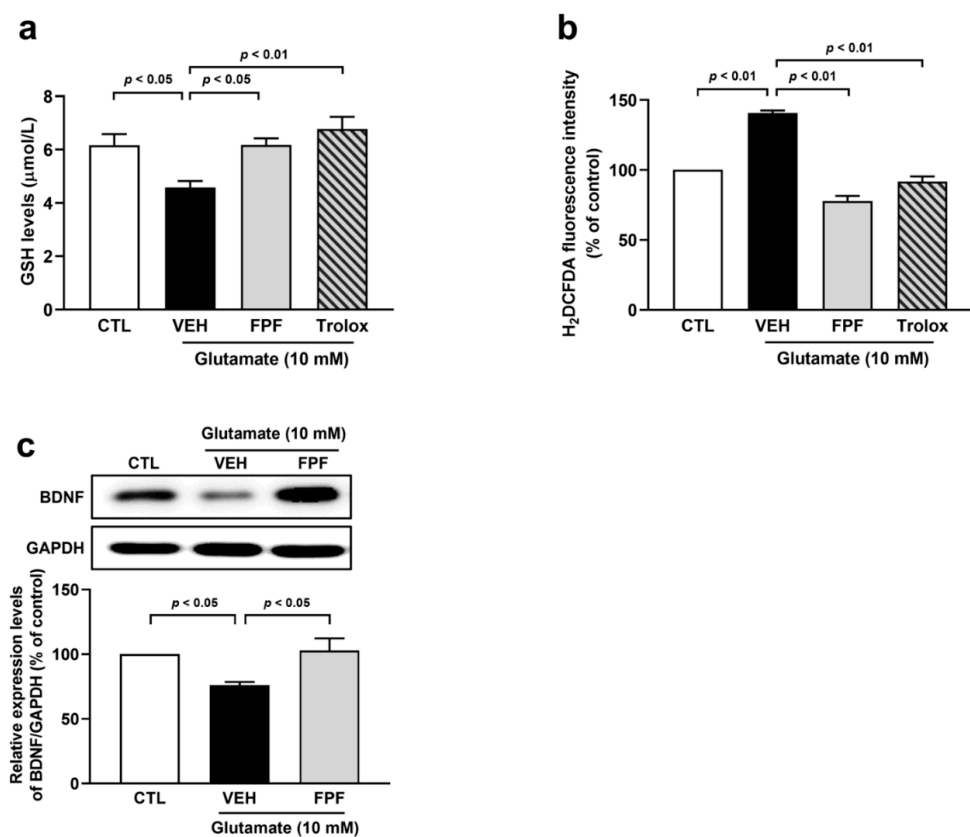 a
p < 0.01
p < 0.05 p < 0.05
GSH levels (μmol/L)
8
6
4
2
0
CTL VEH FPF Trolox
Glutamate (10 mM)
b
p < 0.01
p < 0.01 p < 0.01
H₂DCFDA fluorescence intensity
(% of control)
150
100
50
0
CTL VEH FPF Trolox
Glutamate (10 mM)
c
Glutamate (10 mM)
CTL VEH FPF
BDNF
GAPDH
Relative expression levels
of BDNF/GAPDH (% of control)
150
100
50
0
p < 0.05 p < 0.05
CTL VEH FPF
Glutamate (10 mM)